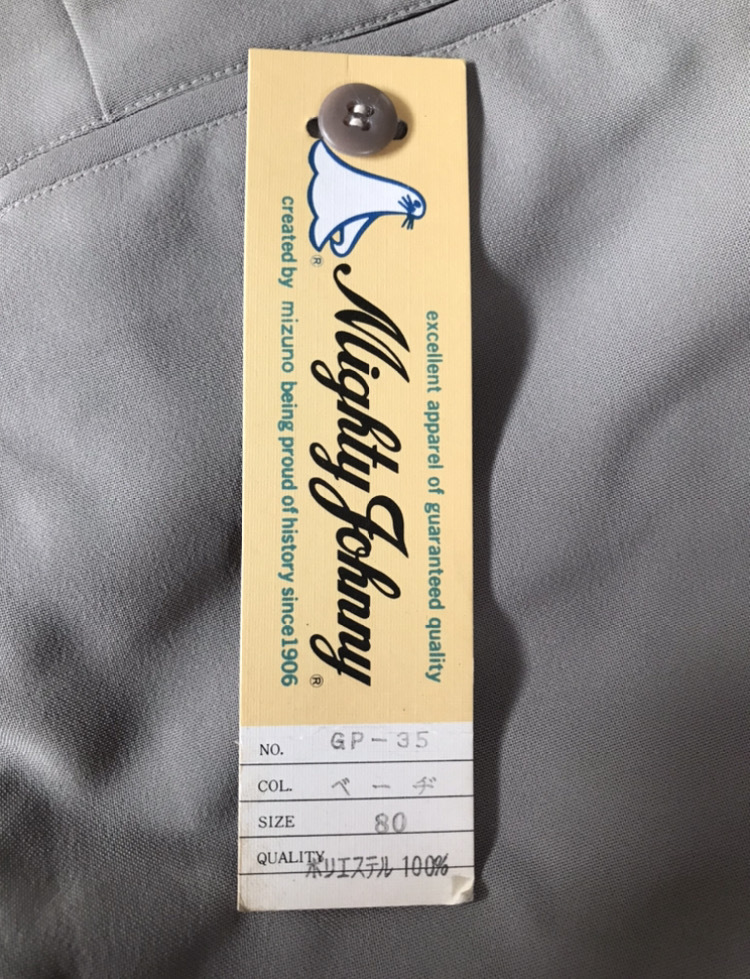 excellent apparel of guaranteed quality
Mighty Johnny®
®
created by mizuno being proud of history since1906
NO. GP-35
COL. ベーヂ
SIZE 80
QUALITY ポリエステル 100%